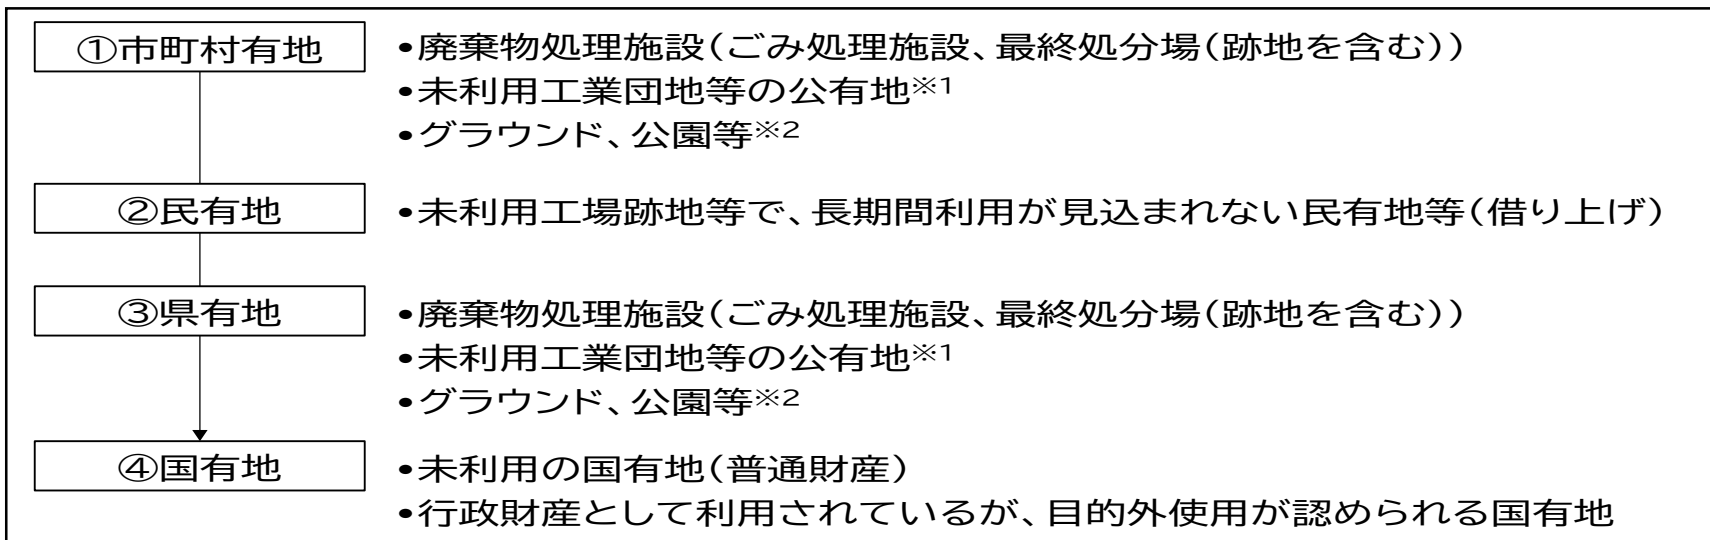 ①市町村有地
•廃棄物処理施設(ごみ処理施設、最終処分場(跡地を含む))
•未利用工業団地等の公有地※1
•グラウンド、公園等※2
②民有地
•未利用工場跡地等で、長期間利用が見込まれない民有地等(借り上げ)
③県有地
•廃棄物処理施設(ごみ処理施設、最終処分場(跡地を含む))
•未利用工業団地等の公有地※1
•グラウンド、公園等※2
④国有地
•未利用の国有地(普通財産)
•行政財産として利用されているが、目的外使用が認められる国有地